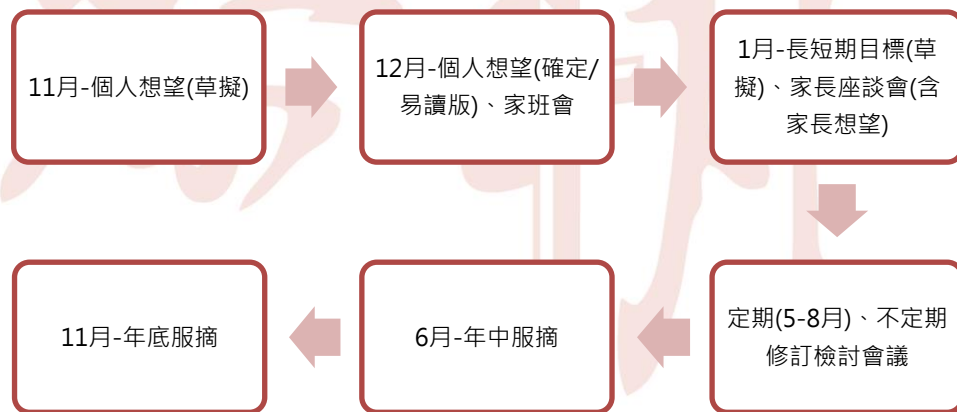 11月-個人想望(草擬)
12月-個人想望(確定/
易讀版)、家班會
1月-長短期目標(草
擬)、家長座談會(含
家長想望)
定期(5-8月)、不定期
修訂檢討會議
6月-年中服摘
11月-年底服摘